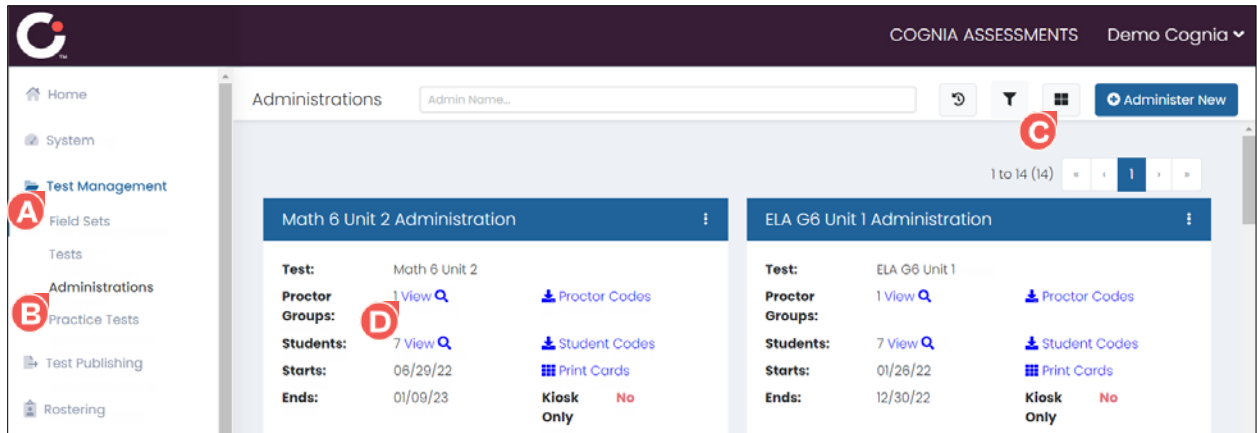 TM
COGNIA ASSESSMENTS Demo Cognia
Home
System
Test Management
A
Field Sets
Tests
Administrations
B
Practice Tests
Test Publishing
Rostering
Administrations Admin Name... Administer New
C
1 to 14 (14) « ‹ 1 › »
Math 6 Unit 2 Administration
Test: Math 6 Unit 2
Proctor Groups: 1 View Proctor Codes
D
Students: 7 View Student Codes
Starts: 06/29/22 Print Cards
Ends: 01/09/23 Kiosk Only No
ELA G6 Unit 1 Administration
Test: ELA G6 Unit 1
Proctor Groups: 1 View Proctor Codes
Students: 7 View Student Codes
Starts: 01/26/22 Print Cards
Ends: 12/30/22 Kiosk Only No